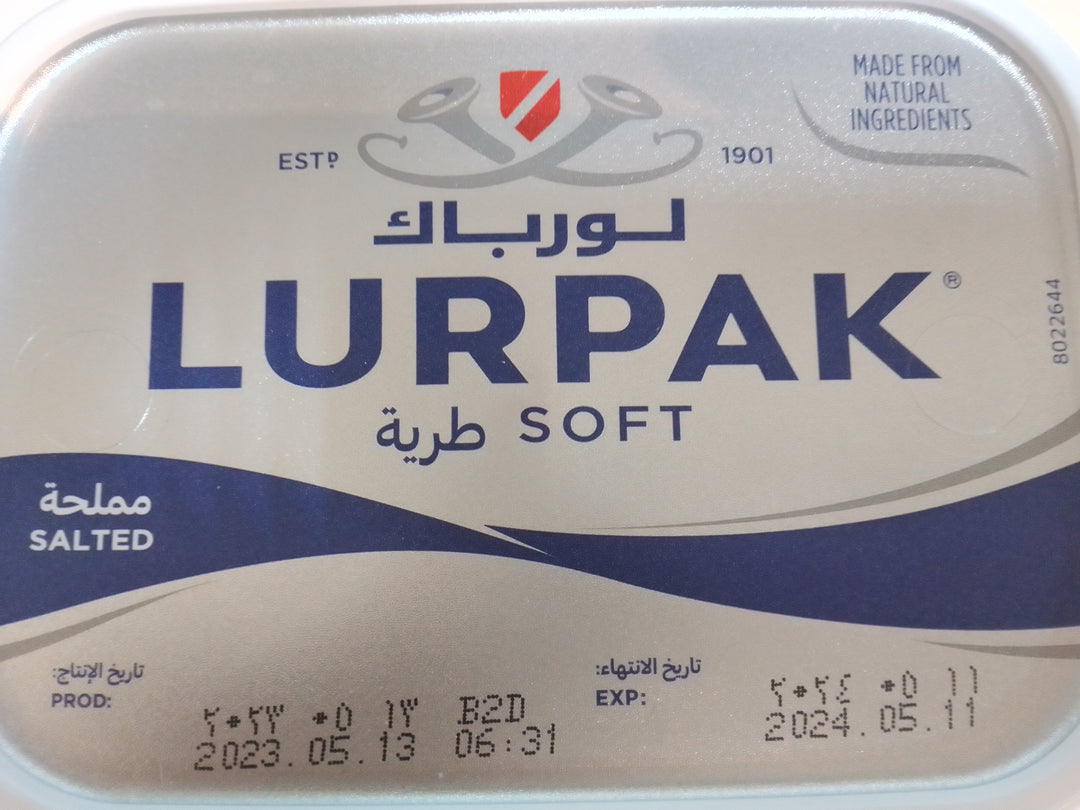 MADE FROM
NATURAL
INGREDIENTS
ESTD 1901
لورباك
LURPAK®
طرية SOFT
8022644
مملحة
SALTED
تاريخ الإنتاج:
PROD:
٢٠٢٣ ٠٥ ١٣ B2D
2023.05.13 06:31
تاريخ الانتهاء:
EXP:
٢٠٢٤ ٠٥ ١١
2024.05.11